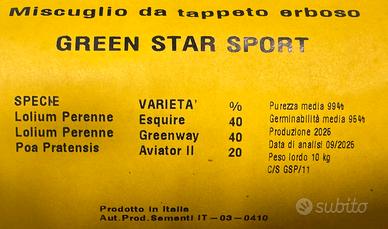 Miscuglio da tappeto erboso
GREEN STAR SPORT
SPECIE VARIETA' %
Lolium Perenne Esquire 40
Lolium Perenne Greenway 40
Poa Pratensis Aviator II 20
Purezza media 99%
Germinabilità media 95%
Produzione 2025
Data di analisi 09/2025
Peso lordo 10 kg
C/S GSP/11
Prodotto in Italia
Aut.Prod.Sementi IT-03-0410
subito